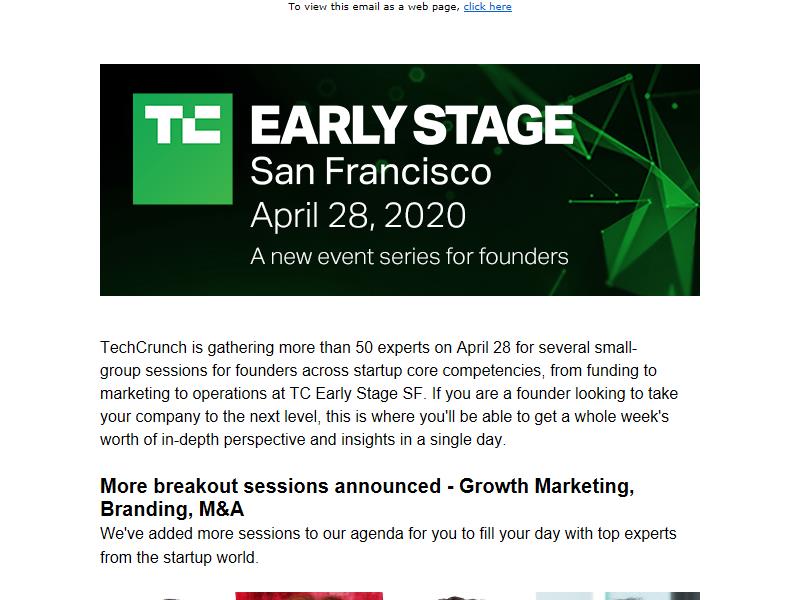 To view this email as a web page, click here
TC
EARLY STAGE
San Francisco
April 28, 2020
A new event series for founders
TechCrunch is gathering more than 50 experts on April 28 for several small-
group sessions for founders across startup core competencies, from funding to
marketing to operations at TC Early Stage SF. If you are a founder looking to take
your company to the next level, this is where you'll be able to get a whole week's
worth of in-depth perspective and insights in a single day.
More breakout sessions announced - Growth Marketing,
Branding, M&A
We've added more sessions to our agenda for you to fill your day with top experts
from the startup world.